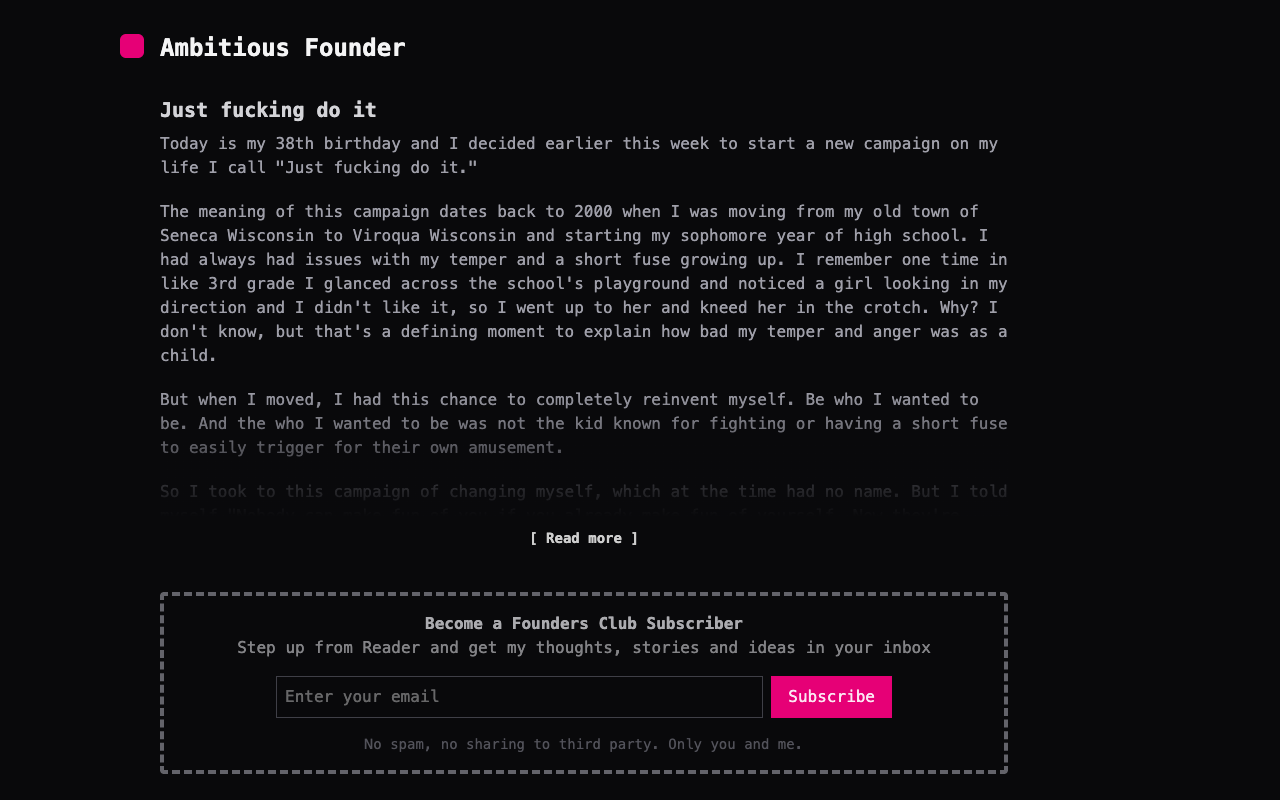 Ambitious Founder
Just fucking do it
Today is my 38th birthday and I decided earlier this week to start a new campaign on my
life I call "Just fucking do it."
The meaning of this campaign dates back to 2000 when I was moving from my old town of
Seneca Wisconsin to Viroqua Wisconsin and starting my sophomore year of high school. I
had always had issues with my temper and a short fuse growing up. I remember one time in
like 3rd grade I glanced across the school's playground and noticed a girl looking in my
direction and I didn't like it, so I went up to her and kneed her in the crotch. Why? I
don't know, but that's a defining moment to explain how bad my temper and anger was as a
child.
But when I moved, I had this chance to completely reinvent myself. Be who I wanted to
be. And the who I wanted to be was not the kid known for fighting or having a short fuse
to easily trigger for their own amusement.
So I took to this campaign of changing myself, which at the time had no name. But I told
[ Read more ]
Become a Founders Club Subscriber
Step up from Reader and get my thoughts, stories and ideas in your inbox
Enter your email
Subscribe
No spam, no sharing to third party. Only you and me.